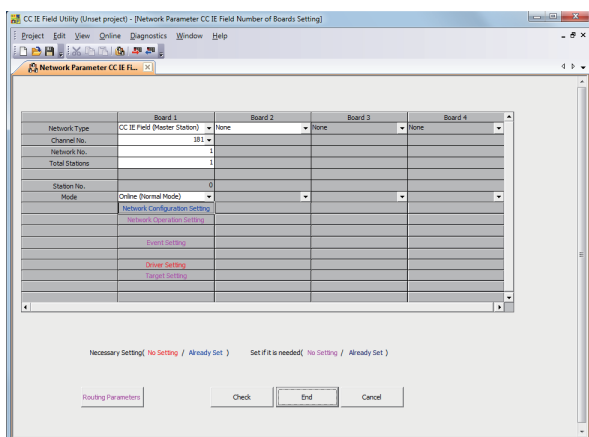 CC IE Field Utility (Unset project) - [Network Parameter CC IE Field Number of Boards Setting]
Project Edit View Online Diagnostics Window Help
Network Parameter CC IE Fi...
Board 1 Board 2 Board 3 Board 4
Network Type CC IE Field (Master Station) None None None
Channel No. 181
Network No. 1
Total Stations 1
Station No. 0
Mode Online (Normal Mode)
Network Configuration Setting
Network Operation Setting
Event Setting
Driver Setting
Target Setting
Necessary Setting( No Setting / Already Set ) Set if it is needed( No Setting / Already Set )
Routing Parameters Check End Cancel